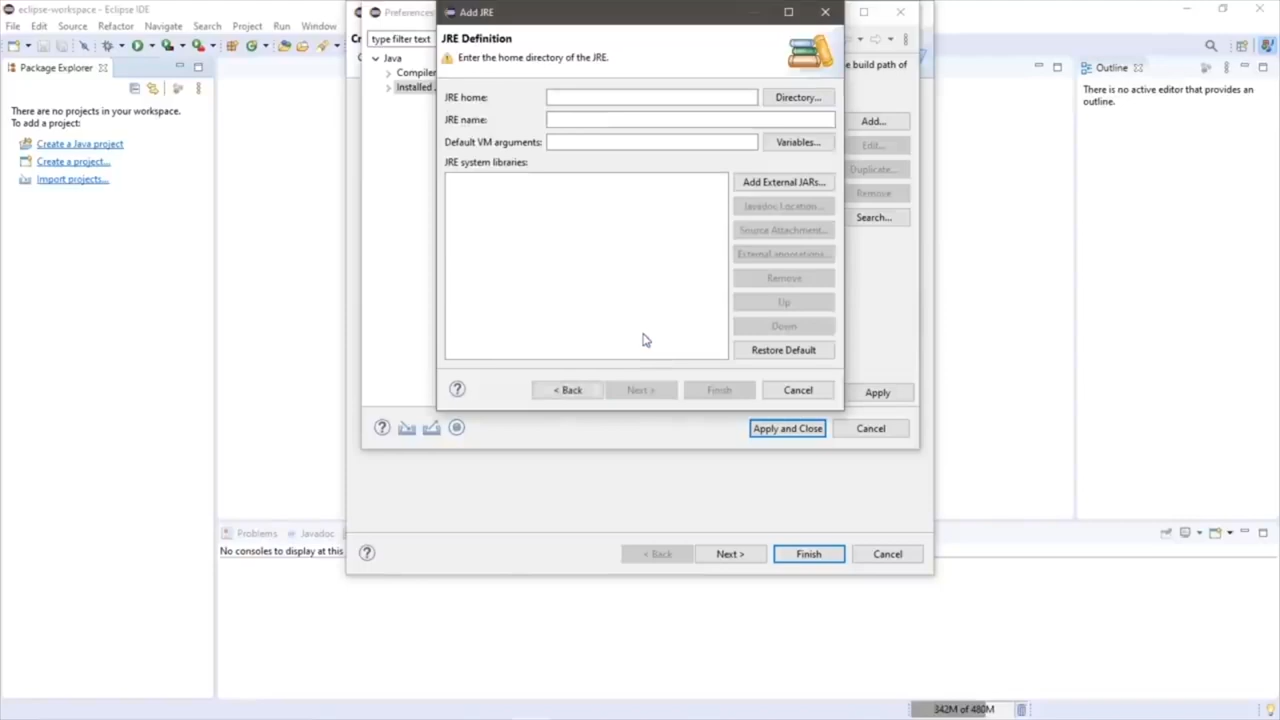 eclipse-workspace - Eclipse IDE
File Edit Source Refactor Navigate Search Project Run Window
Package Explorer
There are no projects in your workspace.
To add a project:
Create a Java project
Create a project...
Import projects...
Preferences
type filter text
Java
Compiler
Installed
Add JRE
JRE Definition
Enter the home directory of the JRE.
JRE home:
Directory...
JRE name:
Default VM arguments:
Variables...
JRE system libraries:
Add External JARs...
Javadoc Location...
Source Attachment...
External annotations...
Remove
Up
Down
Restore Default
< Back
Next >
Finish
Cancel
e build path of
Add...
Edit...
Duplicate...
Remove
Search...
Apply
Apply and Close
Cancel
< Back
Next >
Finish
Cancel
Outline
There is no active editor that provides an
outline.
Problems Javadoc
No consoles to display at this
342M of 480M